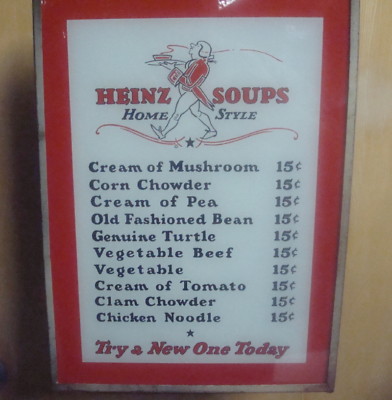 HEINZ SOUPS
HOME STYLE
Cream of Mushroom 15¢
Corn Chowder 15¢
Cream of Pea 15¢
Old Fashioned Bean 15¢
Genuine Turtle 15¢
Vegetable Beef 15¢
Vegetable 15¢
Cream of Tomato 15¢
Clam Chowder 15¢
Chicken Noodle 15¢
Try a New One Today